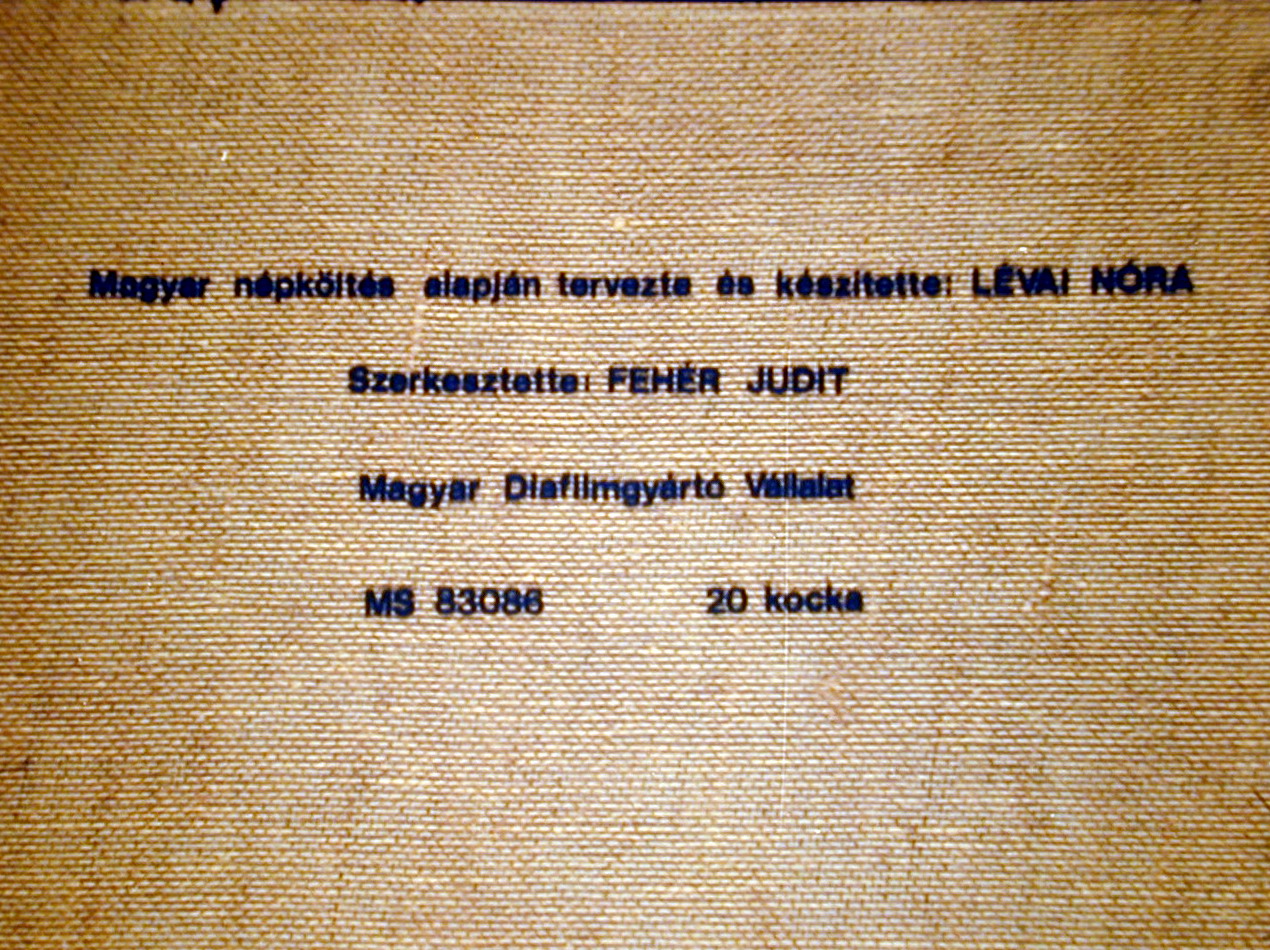 Magyar népköltés alapján tervezte és készitette: LÉVAI NÓRA
Szerkesztette: FEHÉR JUDIT
Magyar Diafilmgyártó Vállalat
MS 83086 20 kocka